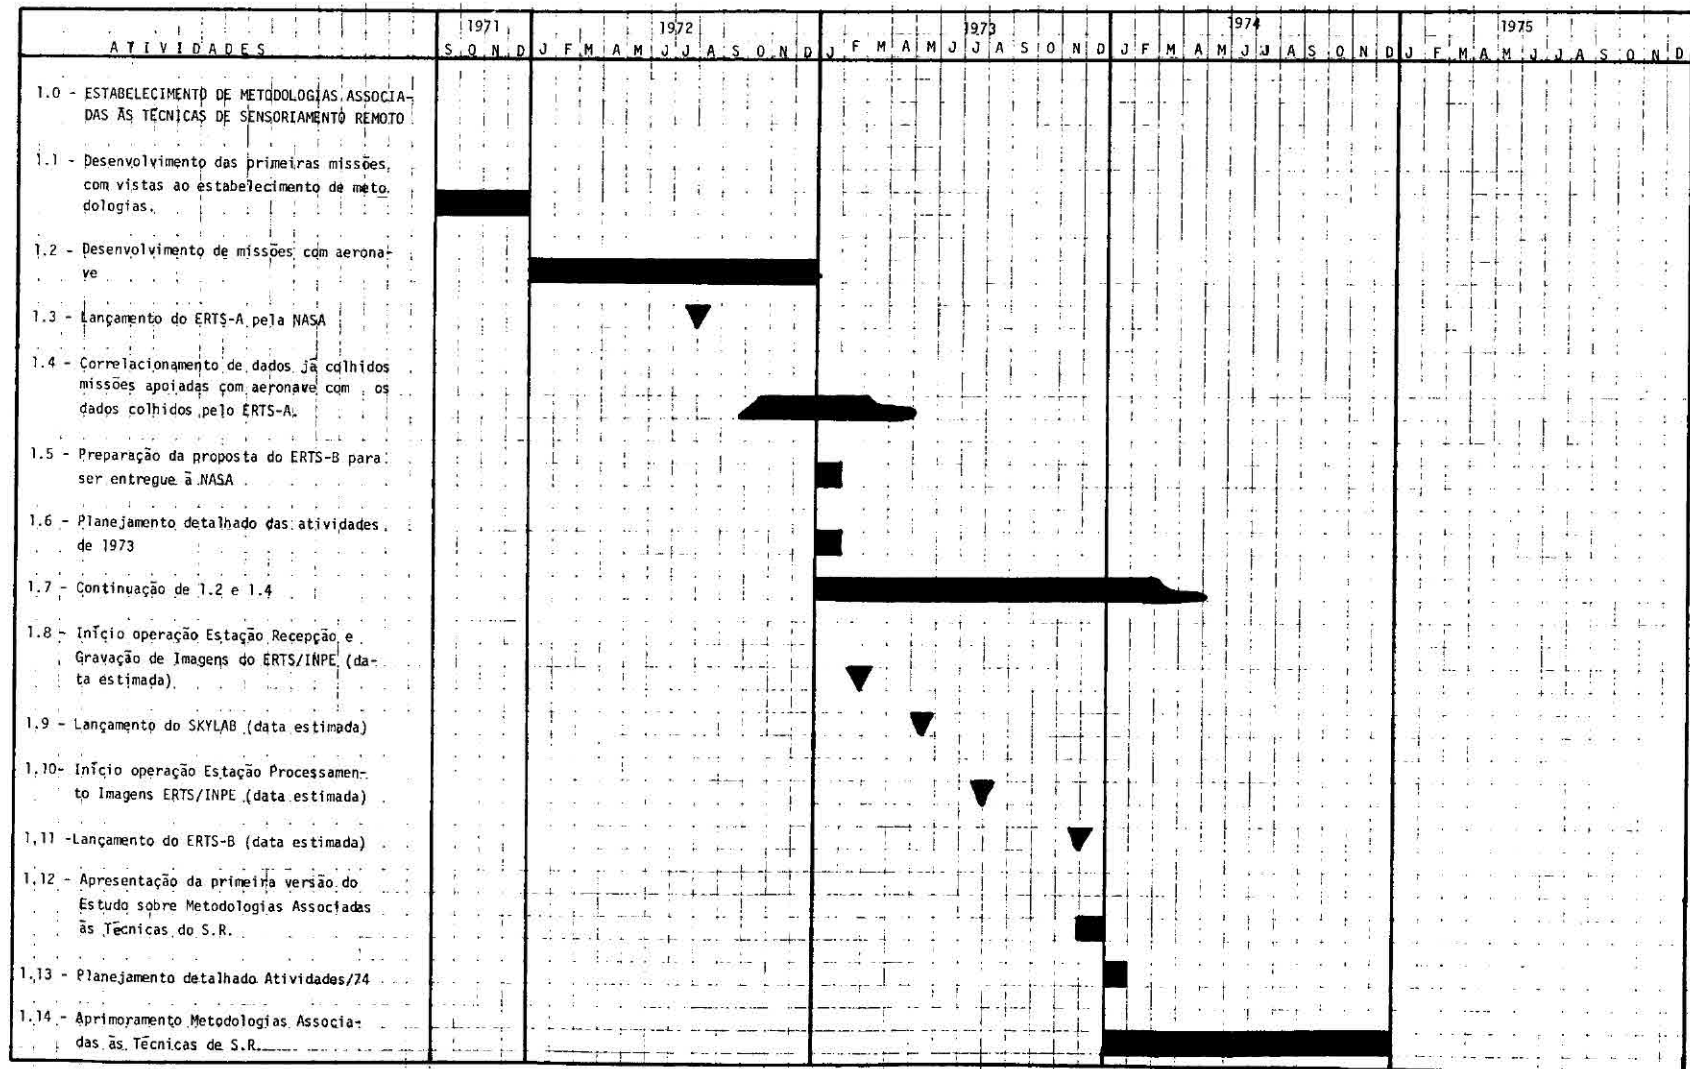 1971 1972 1973 1974 1975
ATIVIDADES S O N D J F M A M J J A S O N D J F M A M J J A S O N D J F M A M J J A S O N D J F M A M J J A S O N D
1.0 - ESTABELECIMENTO DE METODOLOGIAS ASSOCIA-
DAS ÀS TÉCNICAS DE SENSORIAMENTO REMOTO
1.1 - Desenvolvimento das primeiras missões,
com vistas ao estabelecimento de meto
dologias.
1.2 - Desenvolvimento de missões com aerona-
ve
1.3 - Lançamento do ERTS-A pela NASA
1.4 - Correlacionamento de dados já colhidos
missões apoiadas com aeronave com os
dados colhidos pelo ERTS-A.
1.5 - Preparação da proposta do ERTS-B para
ser entregue à NASA
1.6 - Planejamento detalhado das atividades
de 1973
1.7 - Continuação de 1.2 e 1.4
1.8 - Início operação Estação Recepção e
Gravação de Imagens do ERTS/INPE (da-
ta estimada)
1.9 - Lançamento do SKYLAB (data estimada)
1.10- Início operação Estação Processamen-
to Imagens ERTS/INPE (data estimada)
1.11 -Lançamento do ERTS-B (data estimada)
1.12 - Apresentação da primeira versão do
Estudo sobre Metodologias Associadas
às Técnicas do S.R.
1.13 - Planejamento detalhado Atividades/74
1.14 - Aprimoramento Metodologias Associa-
das às Técnicas de S.R.